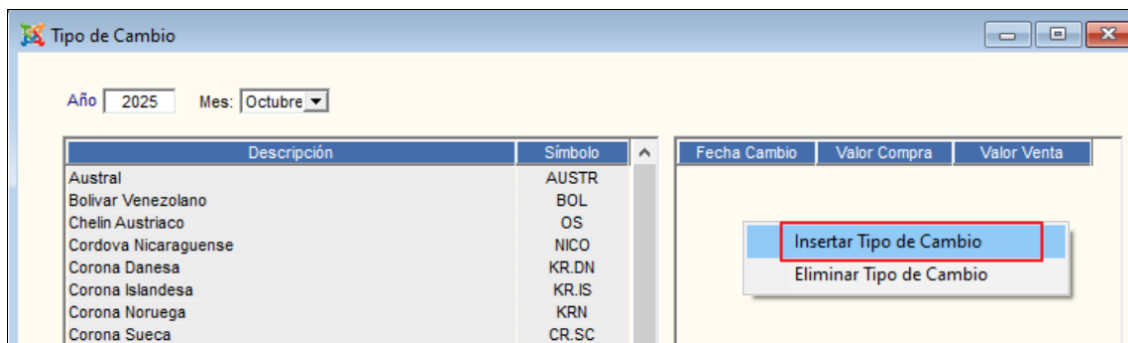 Tipo de Cambio
Año 2025 Mes: Octubre
Descripción Símbolo
Austral AUSTR
Bolivar Venezolano BOL
Chelin Austriaco OS
Cordova Nicaraguense NICO
Corona Danesa KR.DN
Corona Islandesa KR.IS
Corona Noruega KRN
Corona Sueca CR.SC
Fecha Cambio Valor Compra Valor Venta
Insertar Tipo de Cambio
Eliminar Tipo de Cambio